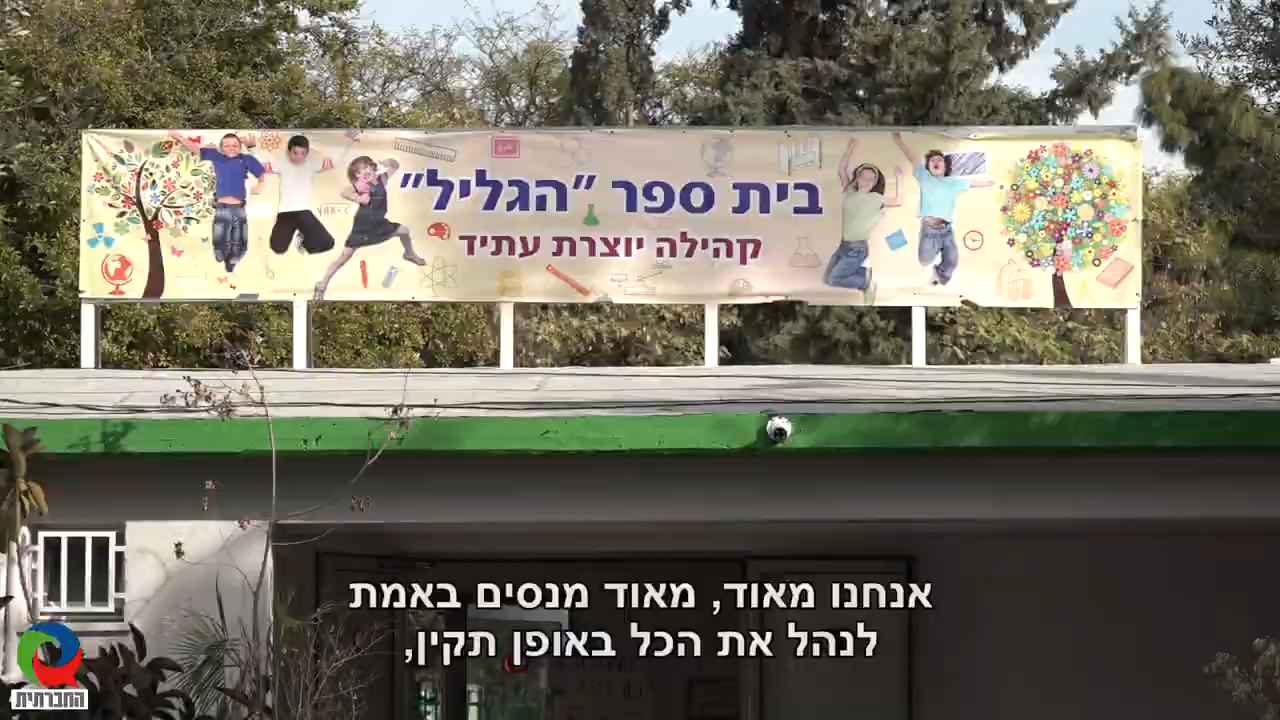 בית ספר "הגליל"
קהילה יוצרת עתיד
אנחנו מאוד, מאוד מנסים באמת
לנהל את הכל באופן תקין,
החברתית